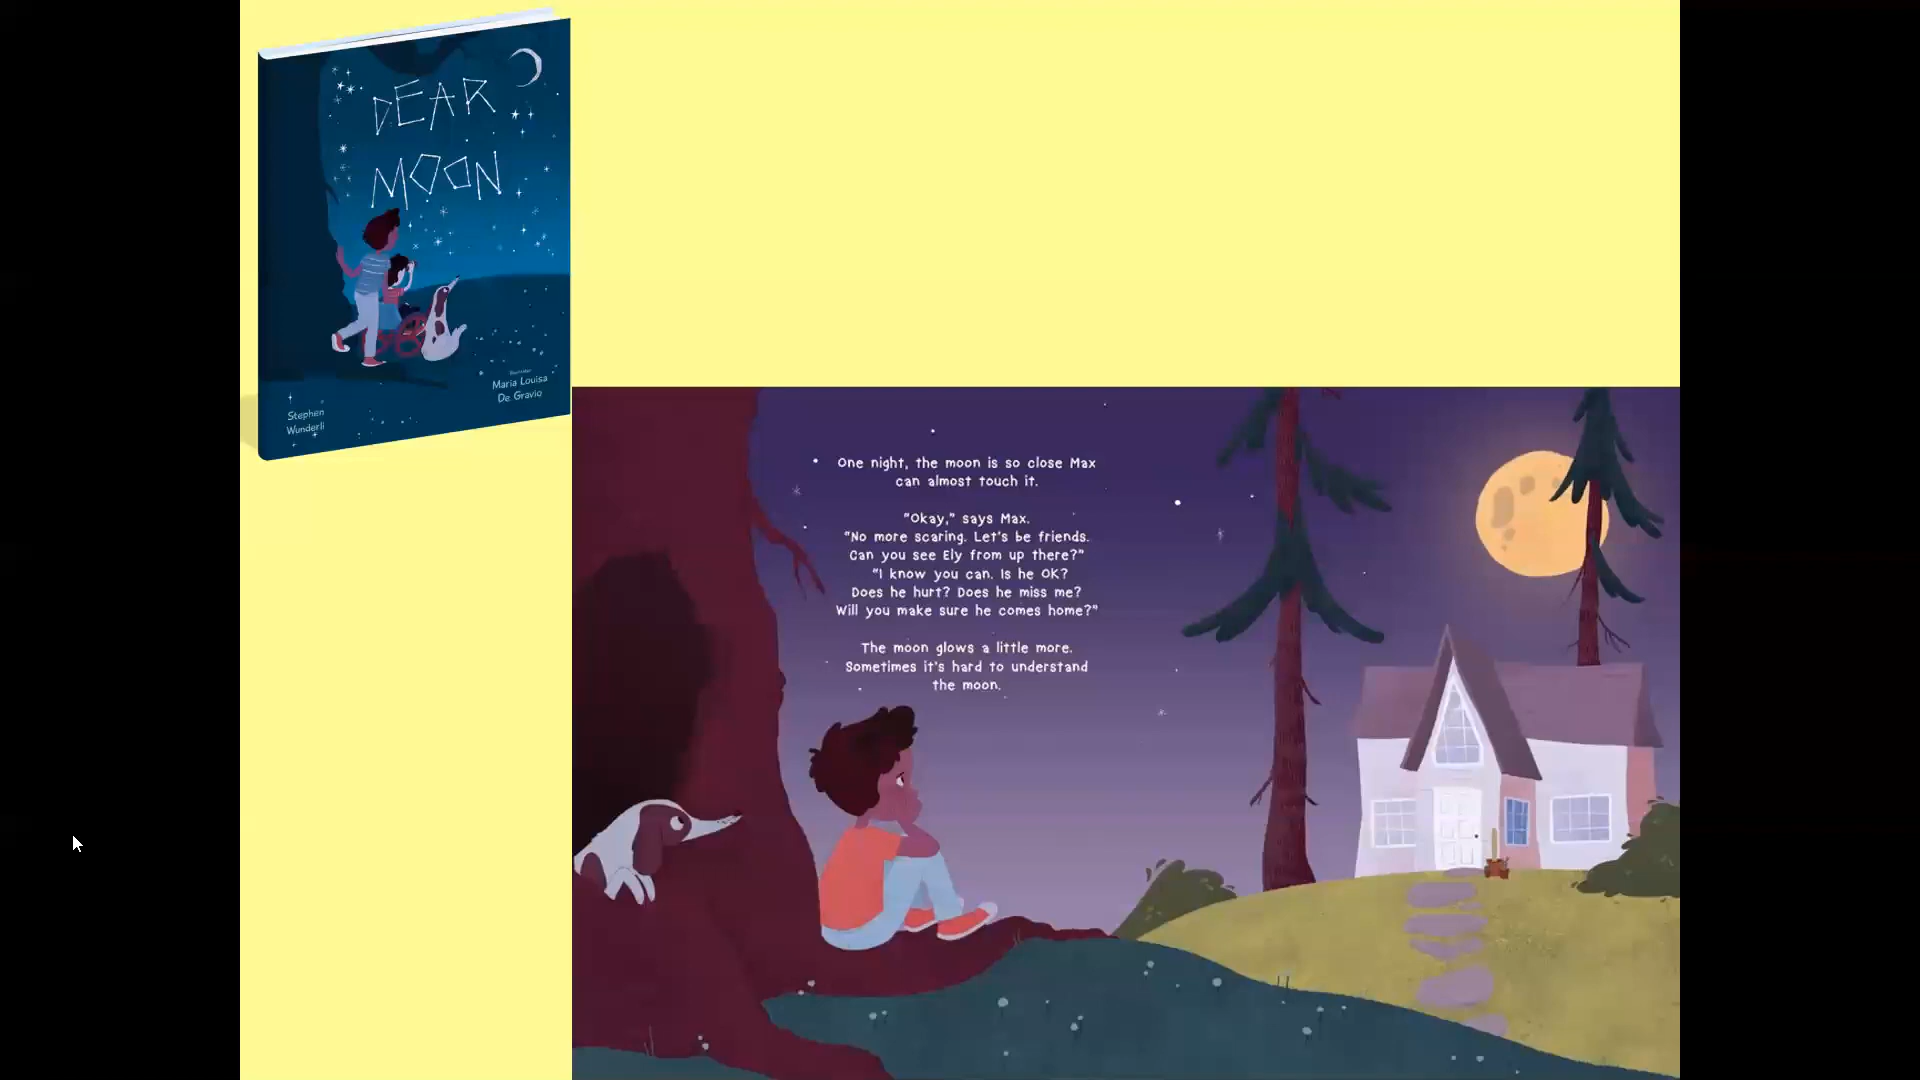 DEAR
MOON
Stephen
Wunderli
Maria Louisa
De Gravio
One night, the moon is so close Max
can almost touch it.
"Okay," says Max.
"No more scaring. Let's be friends.
Can you see Ely from up there?"
"I know you can. Is he OK?
Does he hurt? Does he miss me?
Will you make sure he comes home?"
The moon glows a little more.
Sometimes it's hard to understand
the moon.